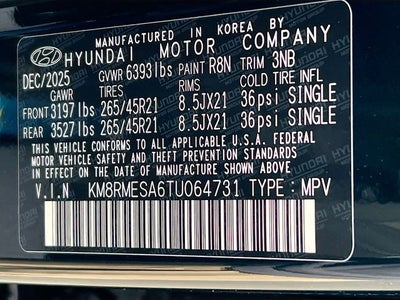 MANUFACTURED IN KOREA BY
HYUNDAI MOTOR COMPANY
DEC/2025 GVWR 6393lbs PAINT R8N TRIM 3NB
GAWR TIRES RIMS COLD TIRE INFL
FRONT 3197lbs 265/45R21 8.5JX21 36psi SINGLE
REAR 3527lbs 265/45R21 8.5JX21 36psi SINGLE
THIS VEHICLE CONFORMS TO ALL APPLICABLE
U.S. FEDERAL MOTOR VEHICLE
SAFETY AND THEFT PREVENTION STANDARDS
IN EFFECT ON THE DATE OF
MANUFACTURE SHOWN ABOVE.
V.I.N KM8RMESA6TU064731 TYPE : MPV